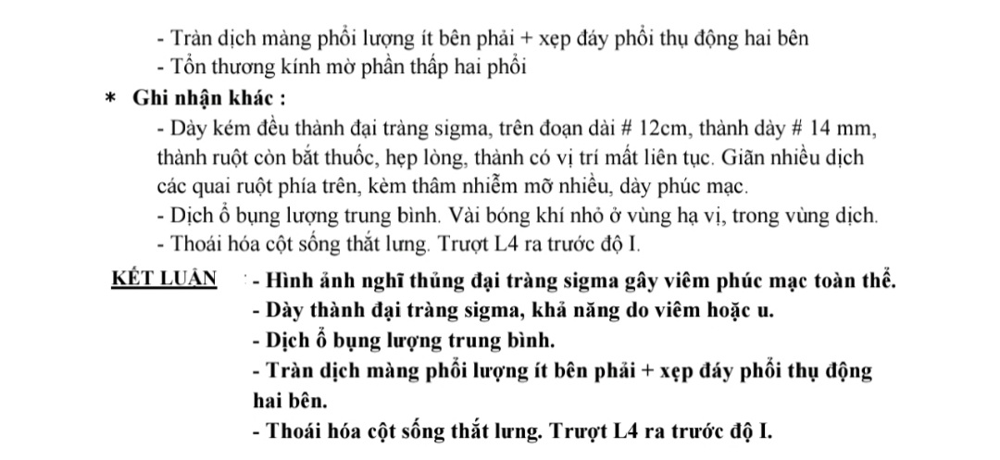 - Tràn dịch màng phổi lượng ít bên phải + xẹp đáy phổi thụ động hai bên
- Tổn thương kính mờ phần thấp hai phổi
* Ghi nhận khác :
- Dày kém đều thành đại tràng sigma, trên đoạn dài # 12cm, thành dày # 14 mm,
thành ruột còn bắt thuốc, hẹp lòng, thành có vị trí mất liên tục. Giãn nhiều dịch
các quai ruột phía trên, kèm thâm nhiễm mỡ nhiều, dày phúc mạc.
- Dịch ổ bụng lượng trung bình. Vài bóng khí nhỏ ở vùng hạ vị, trong vùng dịch.
- Thoái hóa cột sống thắt lưng. Trượt L4 ra trước độ I.
KẾT LUẬN : - Hình ảnh nghĩ thủng đại tràng sigma gây viêm phúc mạc toàn thể.
- Dày thành đại tràng sigma, khả năng do viêm hoặc u.
- Dịch ổ bụng lượng trung bình.
- Tràn dịch màng phổi lượng ít bên phải + xẹp đáy phổi thụ động
hai bên.
- Thoái hóa cột sống thắt lưng. Trượt L4 ra trước độ I.